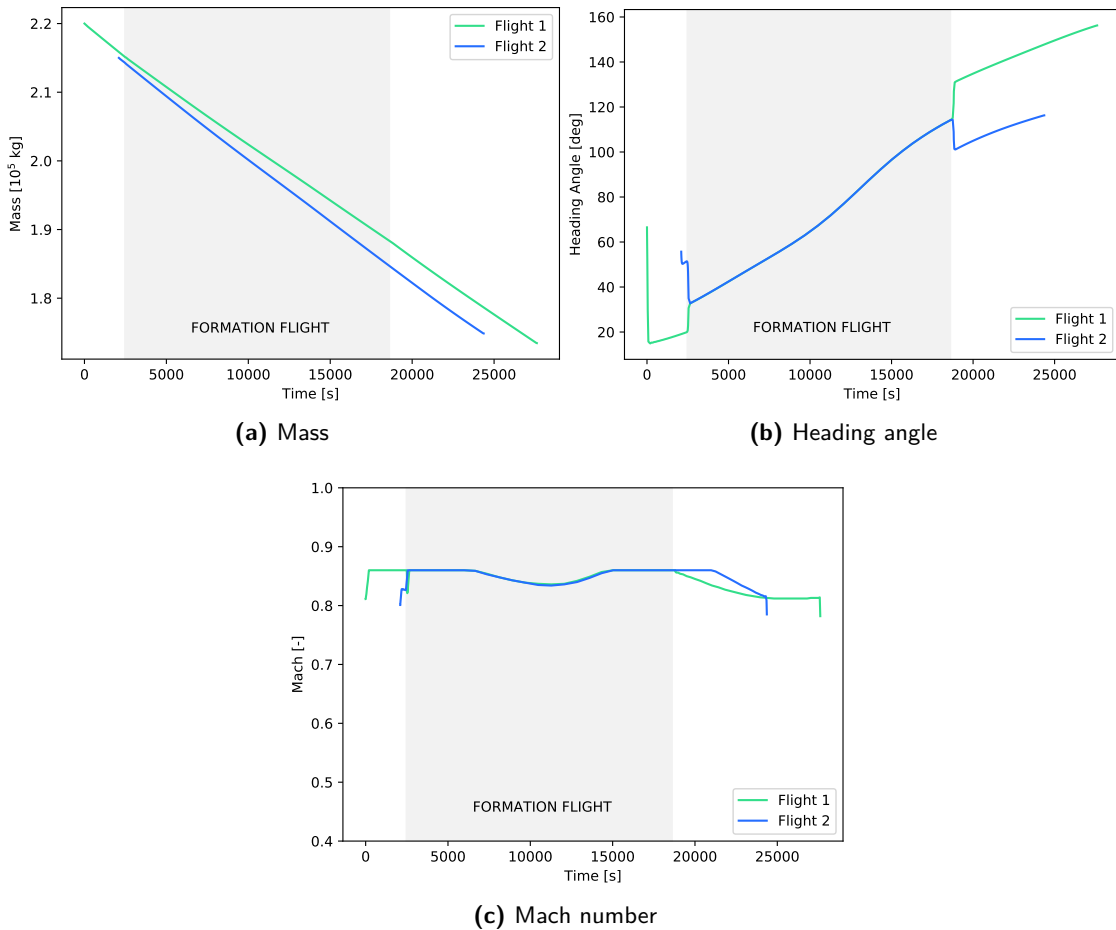 2.2
2.1
2.0
1.9
1.8
Mass [10⁵ kg]
Flight 1
Flight 2
FORMATION FLIGHT
0 5000 10000 15000 20000 25000
Time [s]
(a) Mass
160
140
120
100
80
60
40
20
Heading Angle [deg]
FORMATION FLIGHT
Flight 1
Flight 2
0 5000 10000 15000 20000 25000
Time [s]
(b) Heading angle
1.0
0.9
0.8
0.7
0.6
0.5
0.4
Mach [-]
FORMATION FLIGHT
Flight 1
Flight 2
0 5000 10000 15000 20000 25000
Time [s]
(c) Mach number